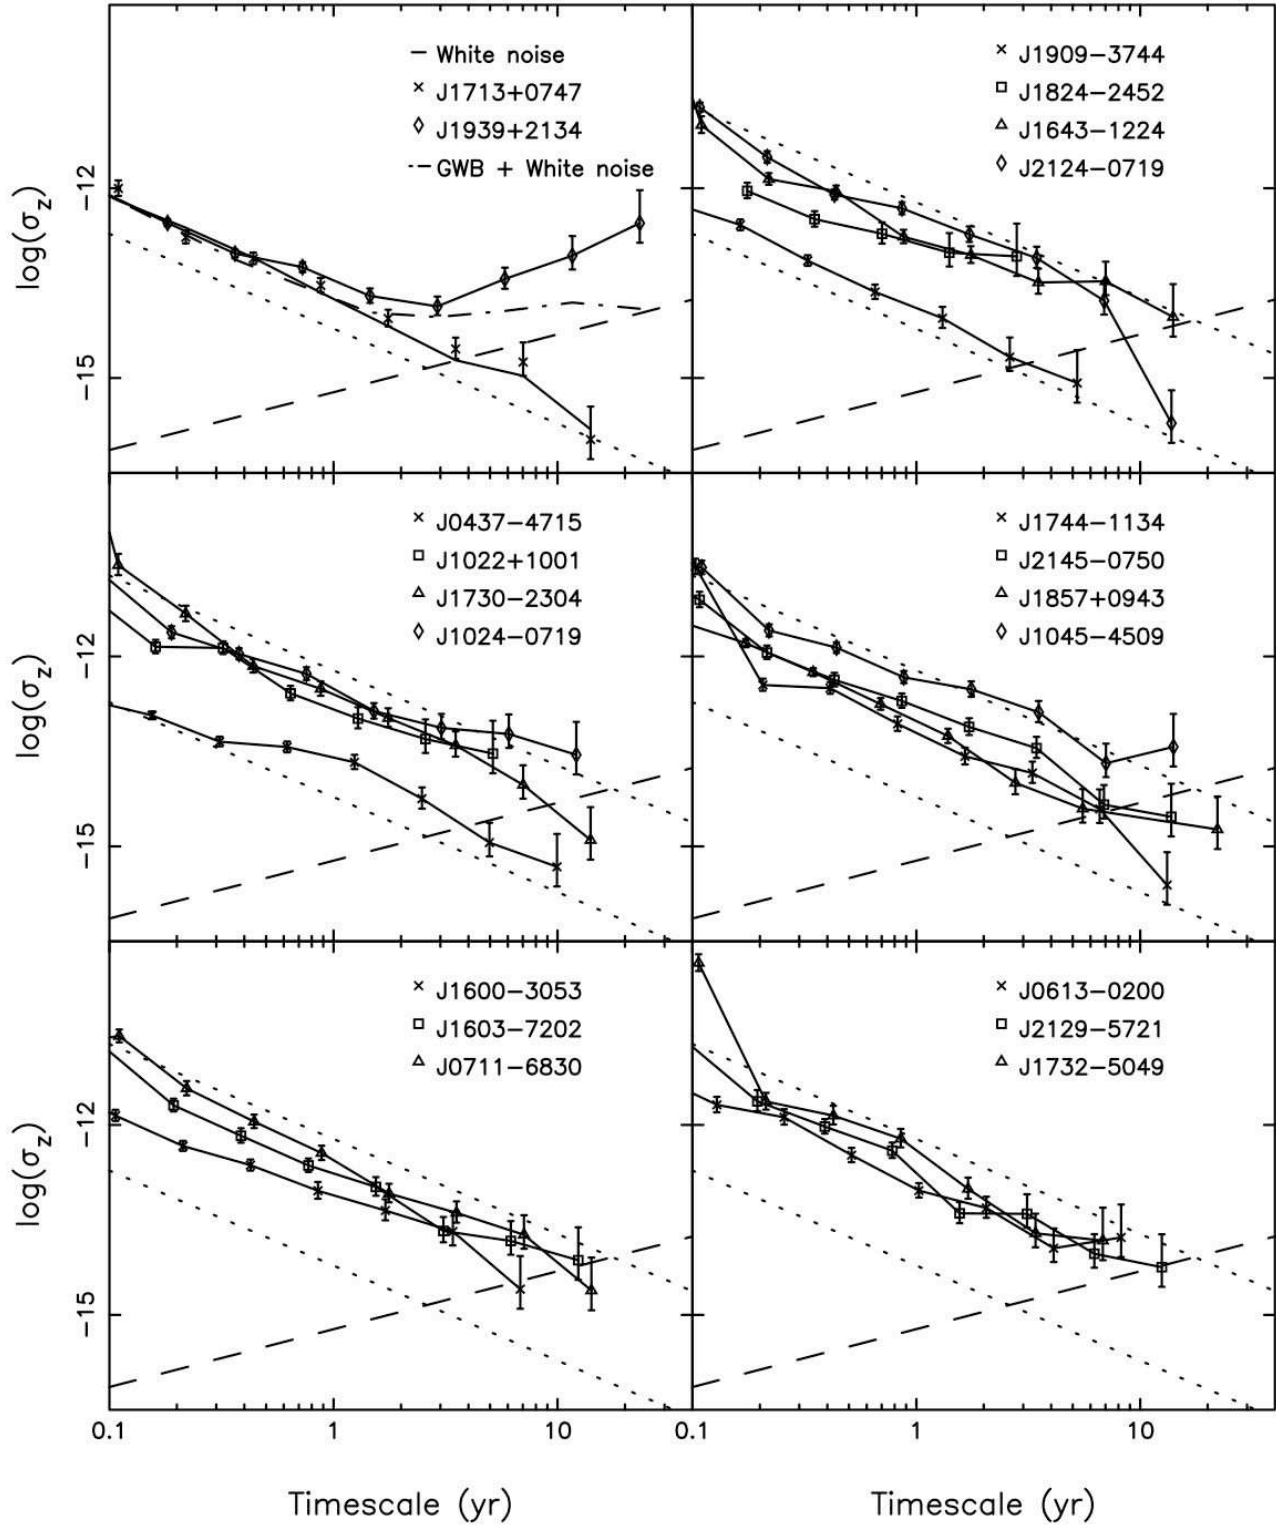 — White noise
× J1713+0747
◇ J1939+2134
·—· GWB + White noise
× J1909−3744
□ J1824−2452
△ J1643−1224
◇ J2124−0719
log(σz)
−12
−15
× J0437−4715
□ J1022+1001
△ J1730−2304
◇ J1024−0719
× J1744−1134
□ J2145−0750
△ J1857+0943
◇ J1045−4509
log(σz)
−12
−15
× J1600−3053
□ J1603−7202
△ J0711−6830
× J0613−0200
□ J2129−5721
△ J1732−5049
log(σz)
−12
−15
0.1 1 10 0.1 1 10
Timescale (yr) Timescale (yr)